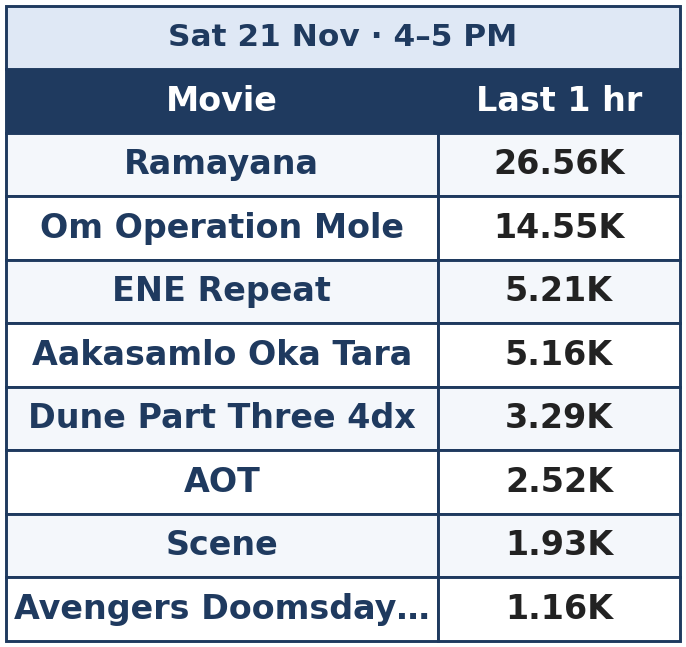 Sat 21 Nov · 4–5 PM
Movie Last 1 hr
Ramayana 26.56K
Om Operation Mole 14.55K
ENE Repeat 5.21K
Aakasamlo Oka Tara 5.16K
Dune Part Three 4dx 3.29K
AOT 2.52K
Scene 1.93K
Avengers Doomsday... 1.16K